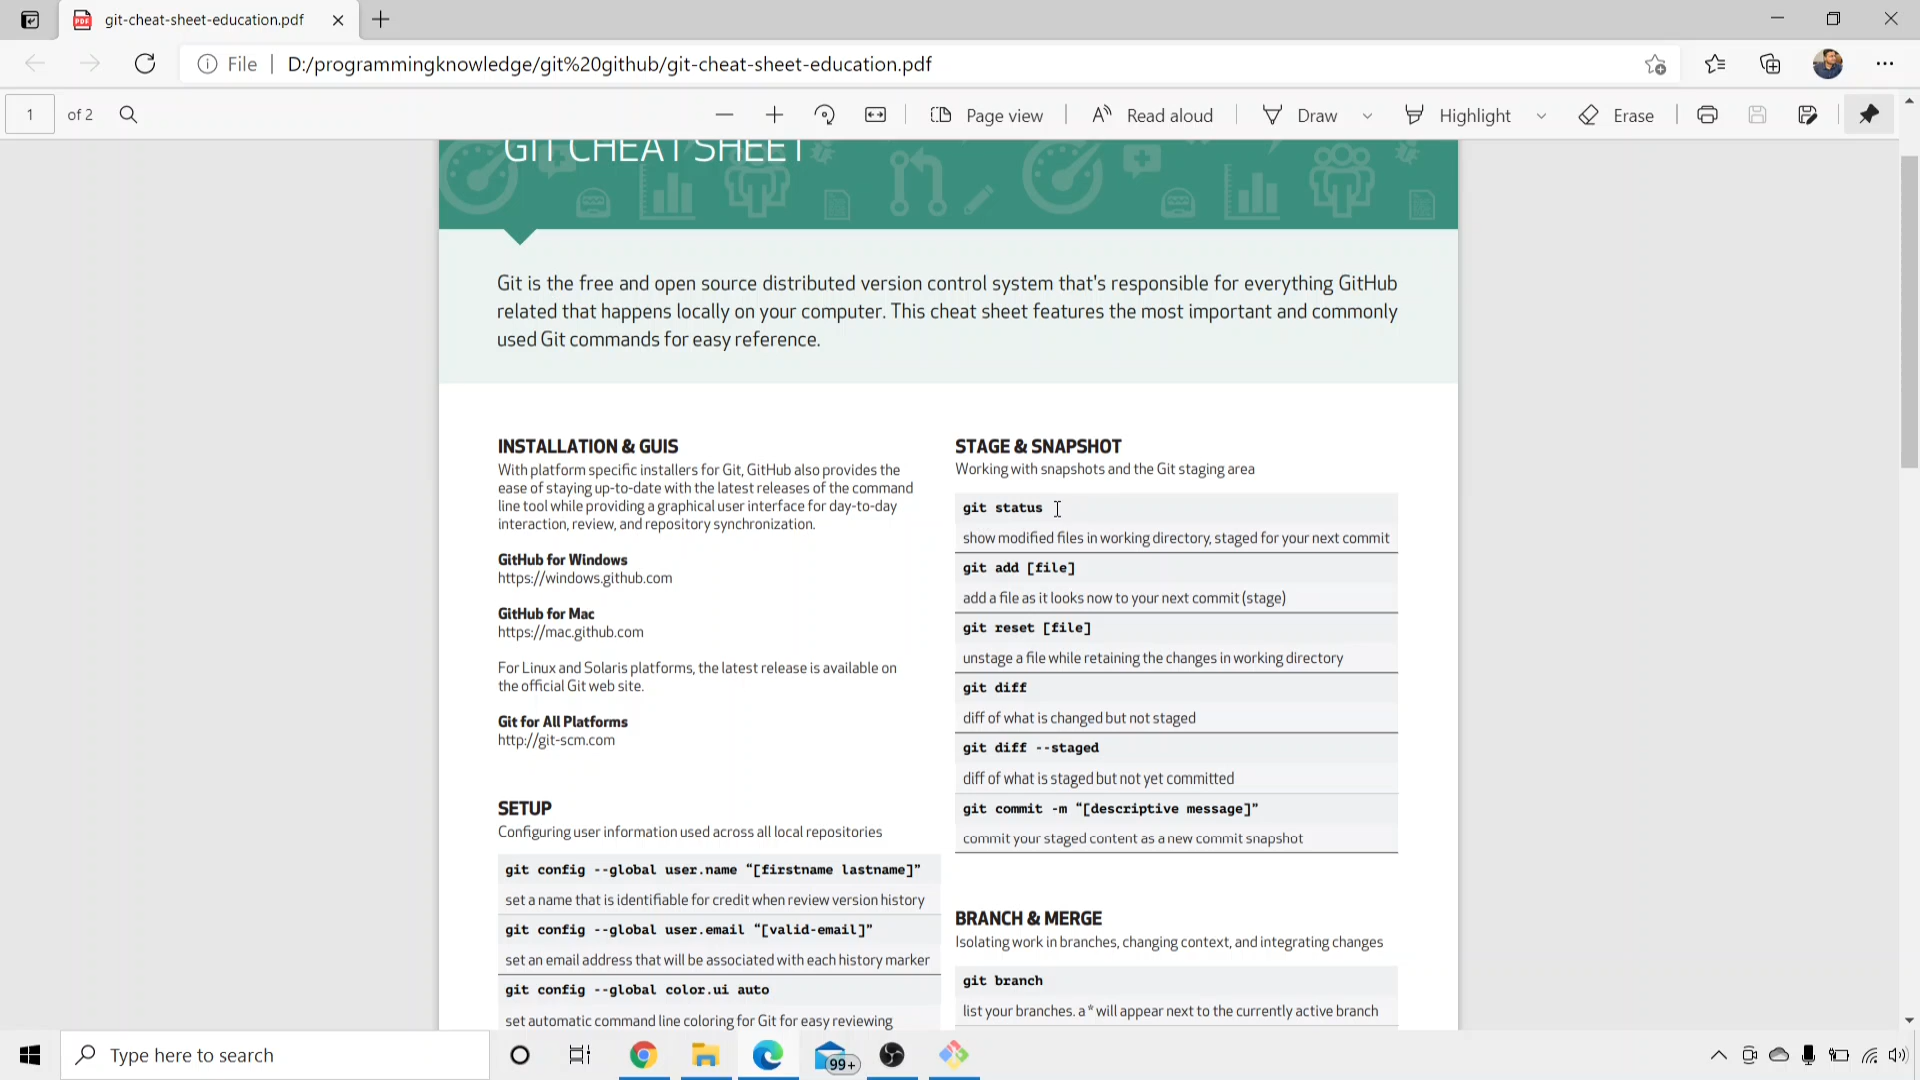 git-cheat-sheet-education.pdf
File
D:/programmingknowledge/git%20github/git-cheat-sheet-education.pdf
1 of 2
Page view
Read aloud
Draw
Highlight
Erase
GIT CHEAT SHEET
Git is the free and open source distributed version control system that's responsible for everything GitHub
related that happens locally on your computer. This cheat sheet features the most important and commonly
used Git commands for easy reference.
INSTALLATION & GUIS
With platform specific installers for Git, GitHub also provides the
ease of staying up-to-date with the latest releases of the command
line tool while providing a graphical user interface for day-to-day
interaction, review, and repository synchronization.
GitHub for Windows
https://windows.github.com
GitHub for Mac
https://mac.github.com
For Linux and Solaris platforms, the latest release is available on
the official Git web site.
Git for All Platforms
http://git-scm.com
SETUP
Configuring user information used across all local repositories
git config --global user.name “[firstname lastname]”
set a name that is identifiable for credit when review version history
git config --global user.email “[valid-email]”
set an email address that will be associated with each history marker
git config --global color.ui auto
set automatic command line coloring for Git for easy reviewing
STAGE & SNAPSHOT
Working with snapshots and the Git staging area
git status
show modified files in working directory, staged for your next commit
git add [file]
add a file as it looks now to your next commit (stage)
git reset [file]
unstage a file while retaining the changes in working directory
git diff
diff of what is changed but not staged
git diff --staged
diff of what is staged but not yet committed
git commit -m “[descriptive message]”
commit your staged content as a new commit snapshot
BRANCH & MERGE
Isolating work in branches, changing context, and integrating changes
git branch
list your branches. a * will appear next to the currently active branch
Type here to search
99+